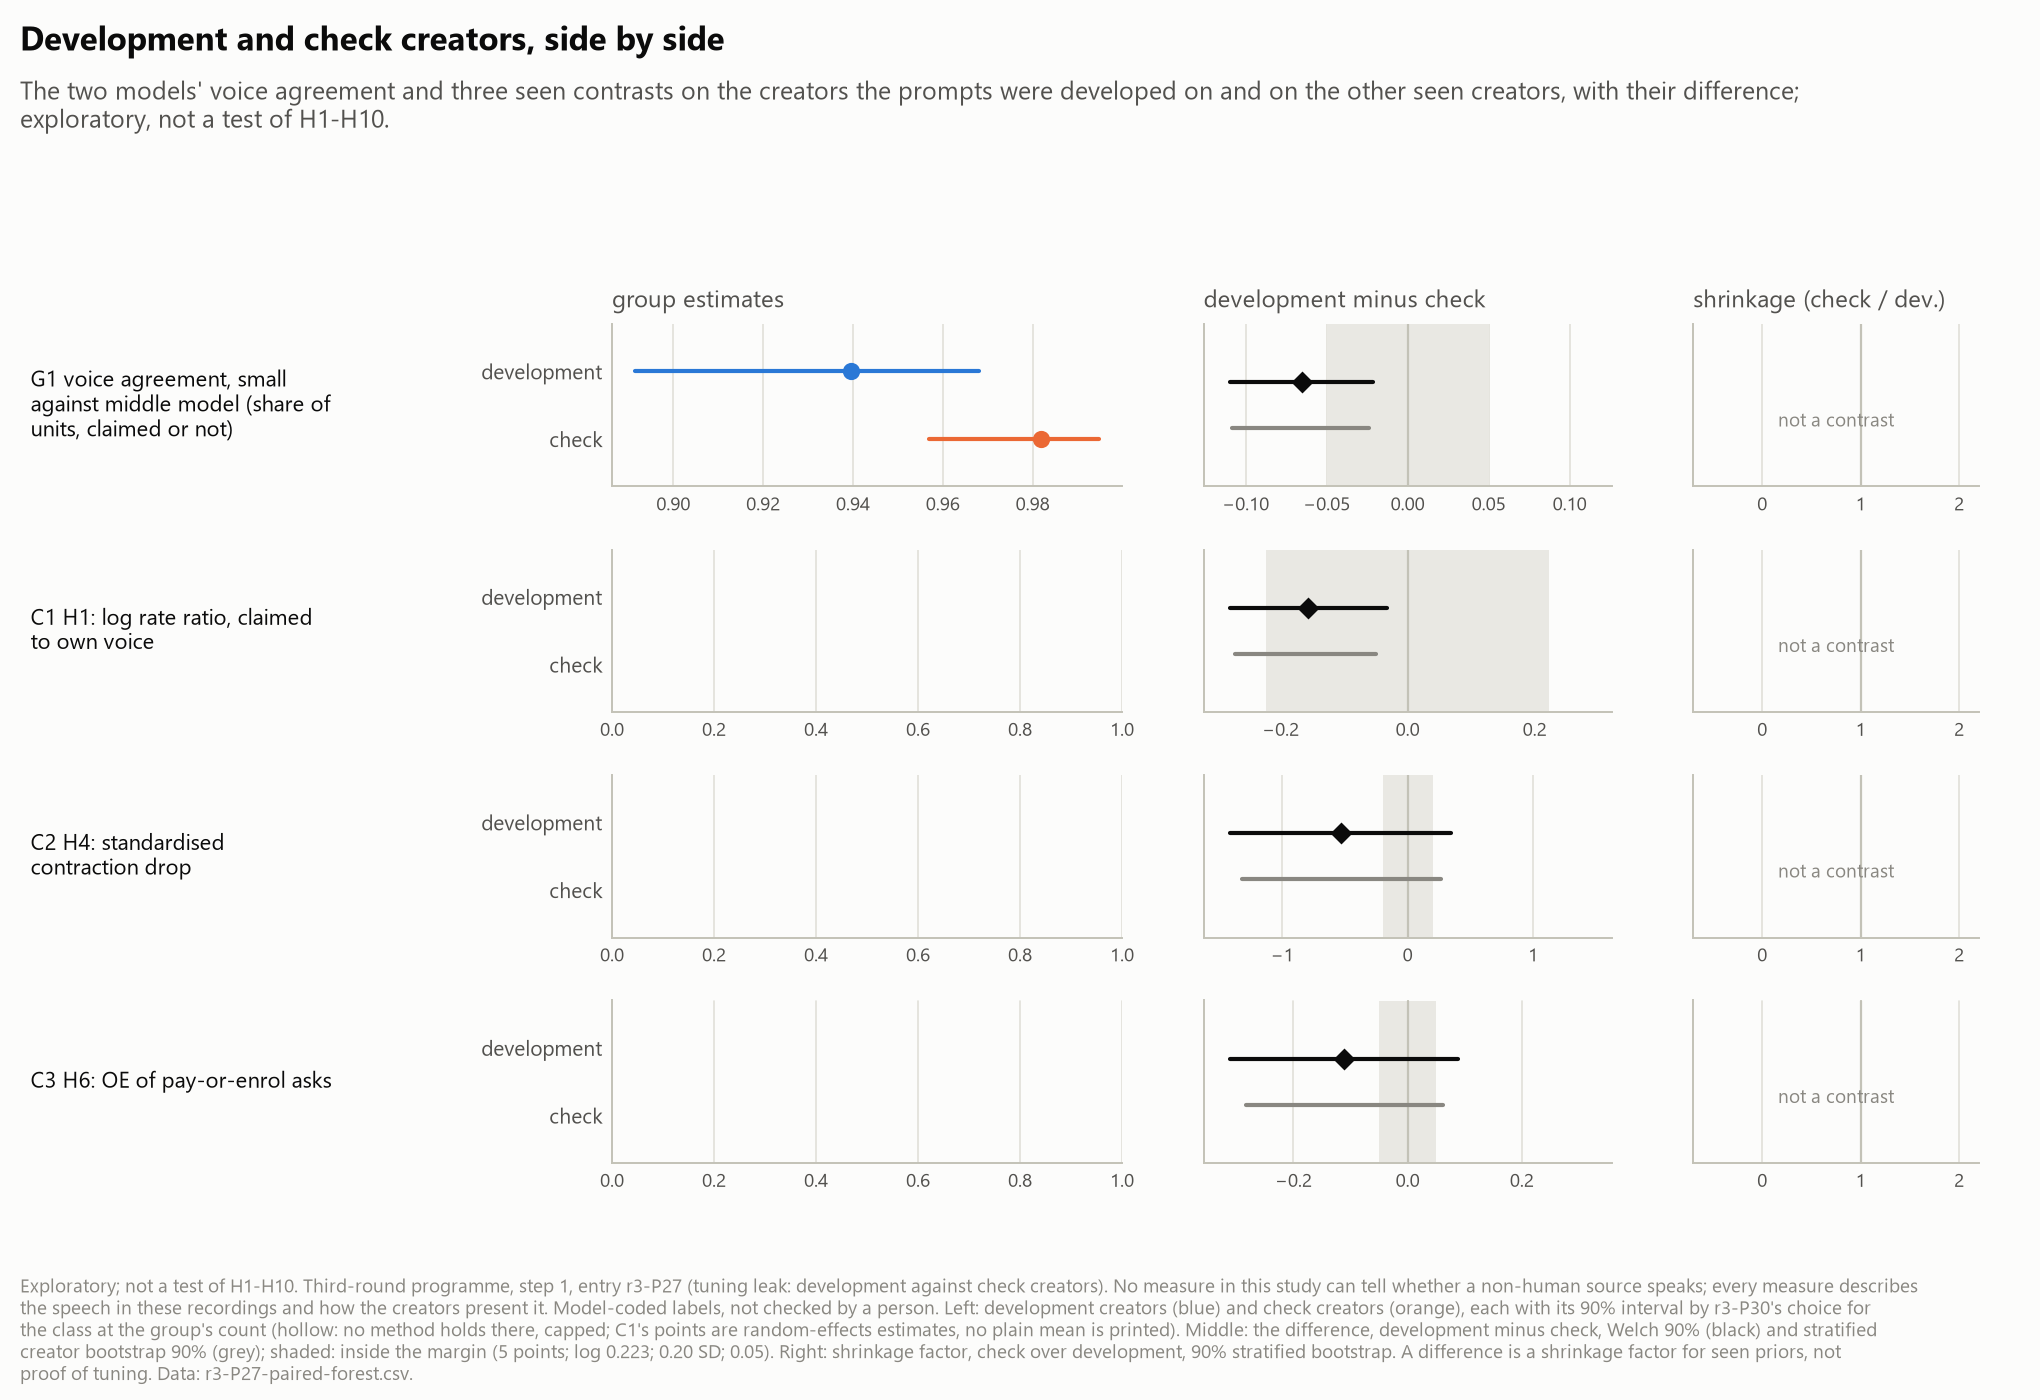 Development and check creators, side by side
The two models' voice agreement and three seen contrasts on the creators the prompts were developed on and on the other seen creators, with their difference;
exploratory, not a test of H1-H10.
group estimates
development minus check
shrinkage (check / dev.)
G1 voice agreement, small
against middle model (share of
units, claimed or not)
development
check
not a contrast
0.90 0.92 0.94 0.96 0.98
−0.10 −0.05 0.00 0.05 0.10
0 1 2
C1 H1: log rate ratio, claimed
to own voice
development
check
not a contrast
0.0 0.2 0.4 0.6 0.8 1.0
−0.2 0.0 0.2
0 1 2
C2 H4: standardised
contraction drop
development
check
not a contrast
0.0 0.2 0.4 0.6 0.8 1.0
−1 0 1
0 1 2
C3 H6: OE of pay-or-enrol asks
development
check
not a contrast
0.0 0.2 0.4 0.6 0.8 1.0
−0.2 0.0 0.2
0 1 2
Exploratory; not a test of H1-H10. Third-round programme, step 1, entry r3-P27 (tuning leak: development against check creators). No measure in this study can tell whether a non-human source speaks; every measure describes
the speech in these recordings and how the creators present it. Model-coded labels, not checked by a person. Left: development creators (blue) and check creators (orange), each with its 90% interval by r3-P30's choice for
the class at the group's count (hollow: no method holds there, capped; C1's points are random-effects estimates, no plain mean is printed). Middle: the difference, development minus check, Welch 90% (black) and stratified
creator bootstrap 90% (grey); shaded: inside the margin (5 points; log 0.223; 0.20 SD; 0.05). Right: shrinkage factor, check over development, 90% stratified bootstrap. A difference is a shrinkage factor for seen priors, not
proof of tuning. Data: r3-P27-paired-forest.csv.